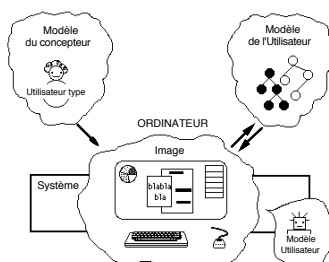 Modèle
du concepteur
Utilisateur type
Modèle
de l'Utilisateur
ORDINATEUR
Image
Système
blabla
bla
Modèle
Utilisateur